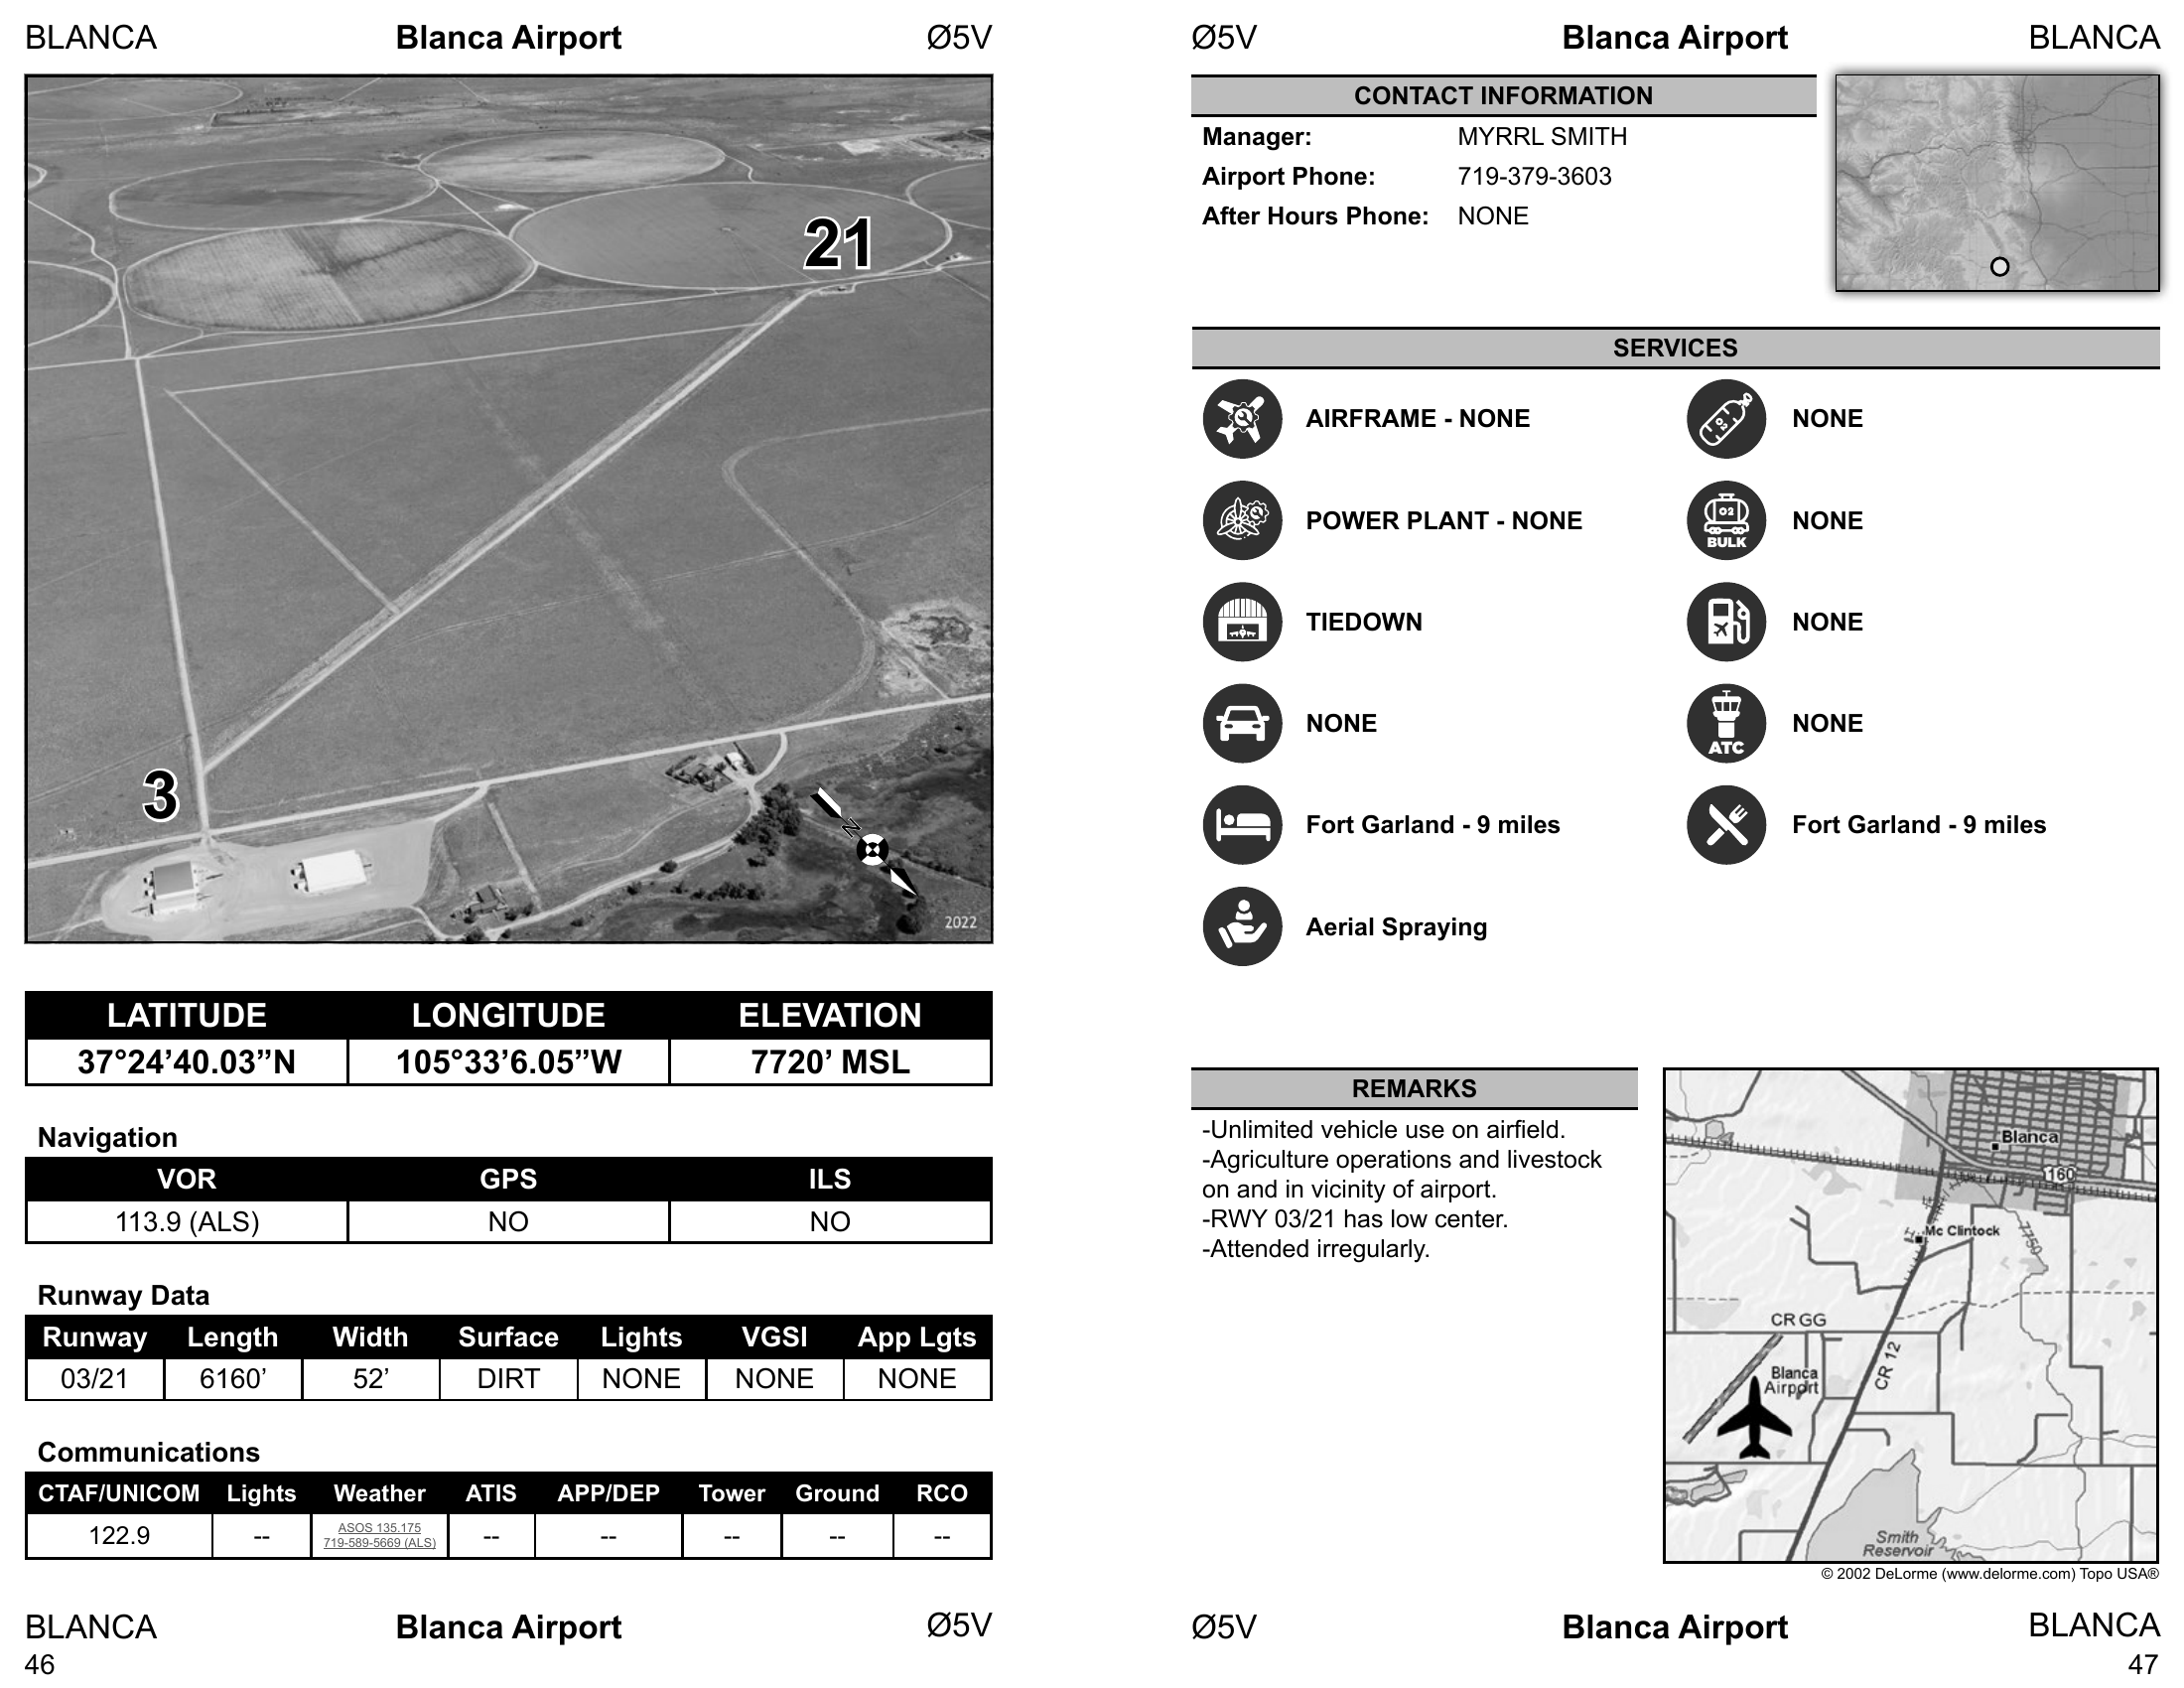 BLANCA Blanca Airport Ø5V
21
3
N
2022
LATITUDE LONGITUDE ELEVATION
37°24’40.03”N 105°33’6.05”W 7720’ MSL
Navigation
VOR GPS ILS
113.9 (ALS) NO NO
Runway Data
Runway Length Width Surface Lights VGSI App Lgts
03/21 6160’ 52’ DIRT NONE NONE NONE
Communications
CTAF/UNICOM Lights Weather ATIS APP/DEP Tower Ground RCO
122.9 -- ASOS 135.175 -- -- -- -- --
719-589-5669 (ALS)
BLANCA Blanca Airport Ø5V
46
Ø5V Blanca Airport BLANCA
CONTACT INFORMATION
Manager: MYRRL SMITH
Airport Phone: 719-379-3603
After Hours Phone: NONE
SERVICES
AIRFRAME - NONE
O2 NONE
POWER PLANT - NONE
O2 BULK NONE
TIEDOWN
NONE
NONE
ATC NONE
Fort Garland - 9 miles
Fort Garland - 9 miles
Aerial Spraying
REMARKS
-Unlimited vehicle use on airfield.
-Agriculture operations and livestock
on and in vicinity of airport.
-RWY 03/21 has low center.
-Attended irregularly.
Blanca
160
Mc Clintock
7750
CR GG
CR 12
Blanca
Airport
Smith
Reservoir
© 2002 DeLorme (www.delorme.com) Topo USA®
Ø5V Blanca Airport BLANCA
47